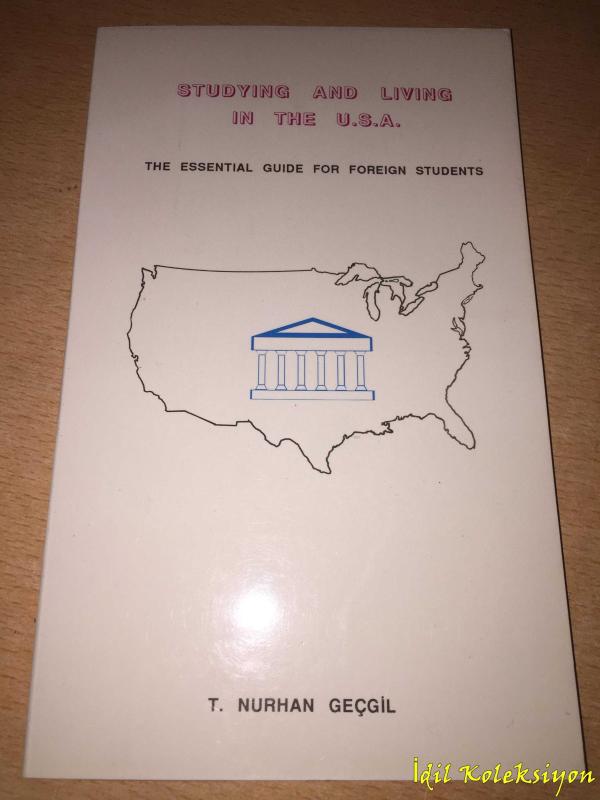 STUDYING AND LIVING
IN THE U.S.A.
THE ESSENTIAL GUIDE FOR FOREIGN STUDENTS
T. NURHAN GEÇGİL
İdil Koleksiyon